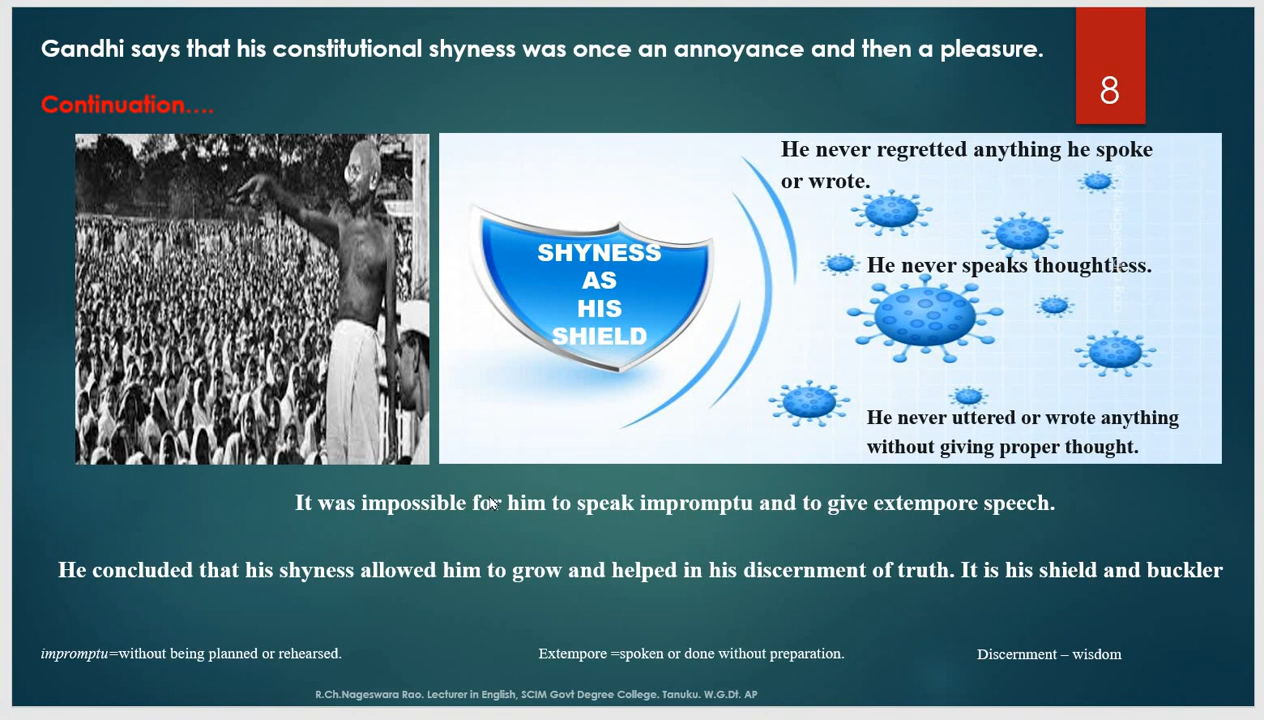 Gandhi says that his constitutional shyness was once an annoyance and then a pleasure.
8
Continuation....
He never regretted anything he spoke
or wrote.
SHYNESS
AS
HIS
SHIELD
He never speaks thoughtless.
He never uttered or wrote anything
without giving proper thought.
It was impossible for him to speak impromptu and to give extempore speech.
He concluded that his shyness allowed him to grow and helped in his discernment of truth. It is his shield and buckler
impromptu=without being planned or rehearsed.
Extempore =spoken or done without preparation.
Discernment – wisdom
R.Ch.Nageswara Rao. Lecturer in English, SCIM Govt Degree College. Tanuku. W.G.Dt. AP